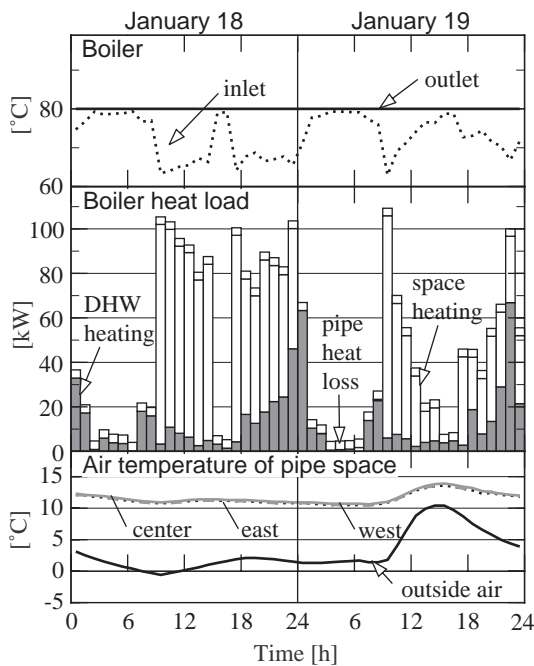 January 18 January 19
Boiler
inlet
outlet
80
60
[˚C]
Boiler heat load
100
80
60
40
20
0
[kW]
DHW
heating
pipe
heat
loss
space
heating
Air temperature of pipe space
15
10
5
0
-5
[˚C]
center
east
west
outside air
0 6 12 18 24 6 12 18 24
Time [h]